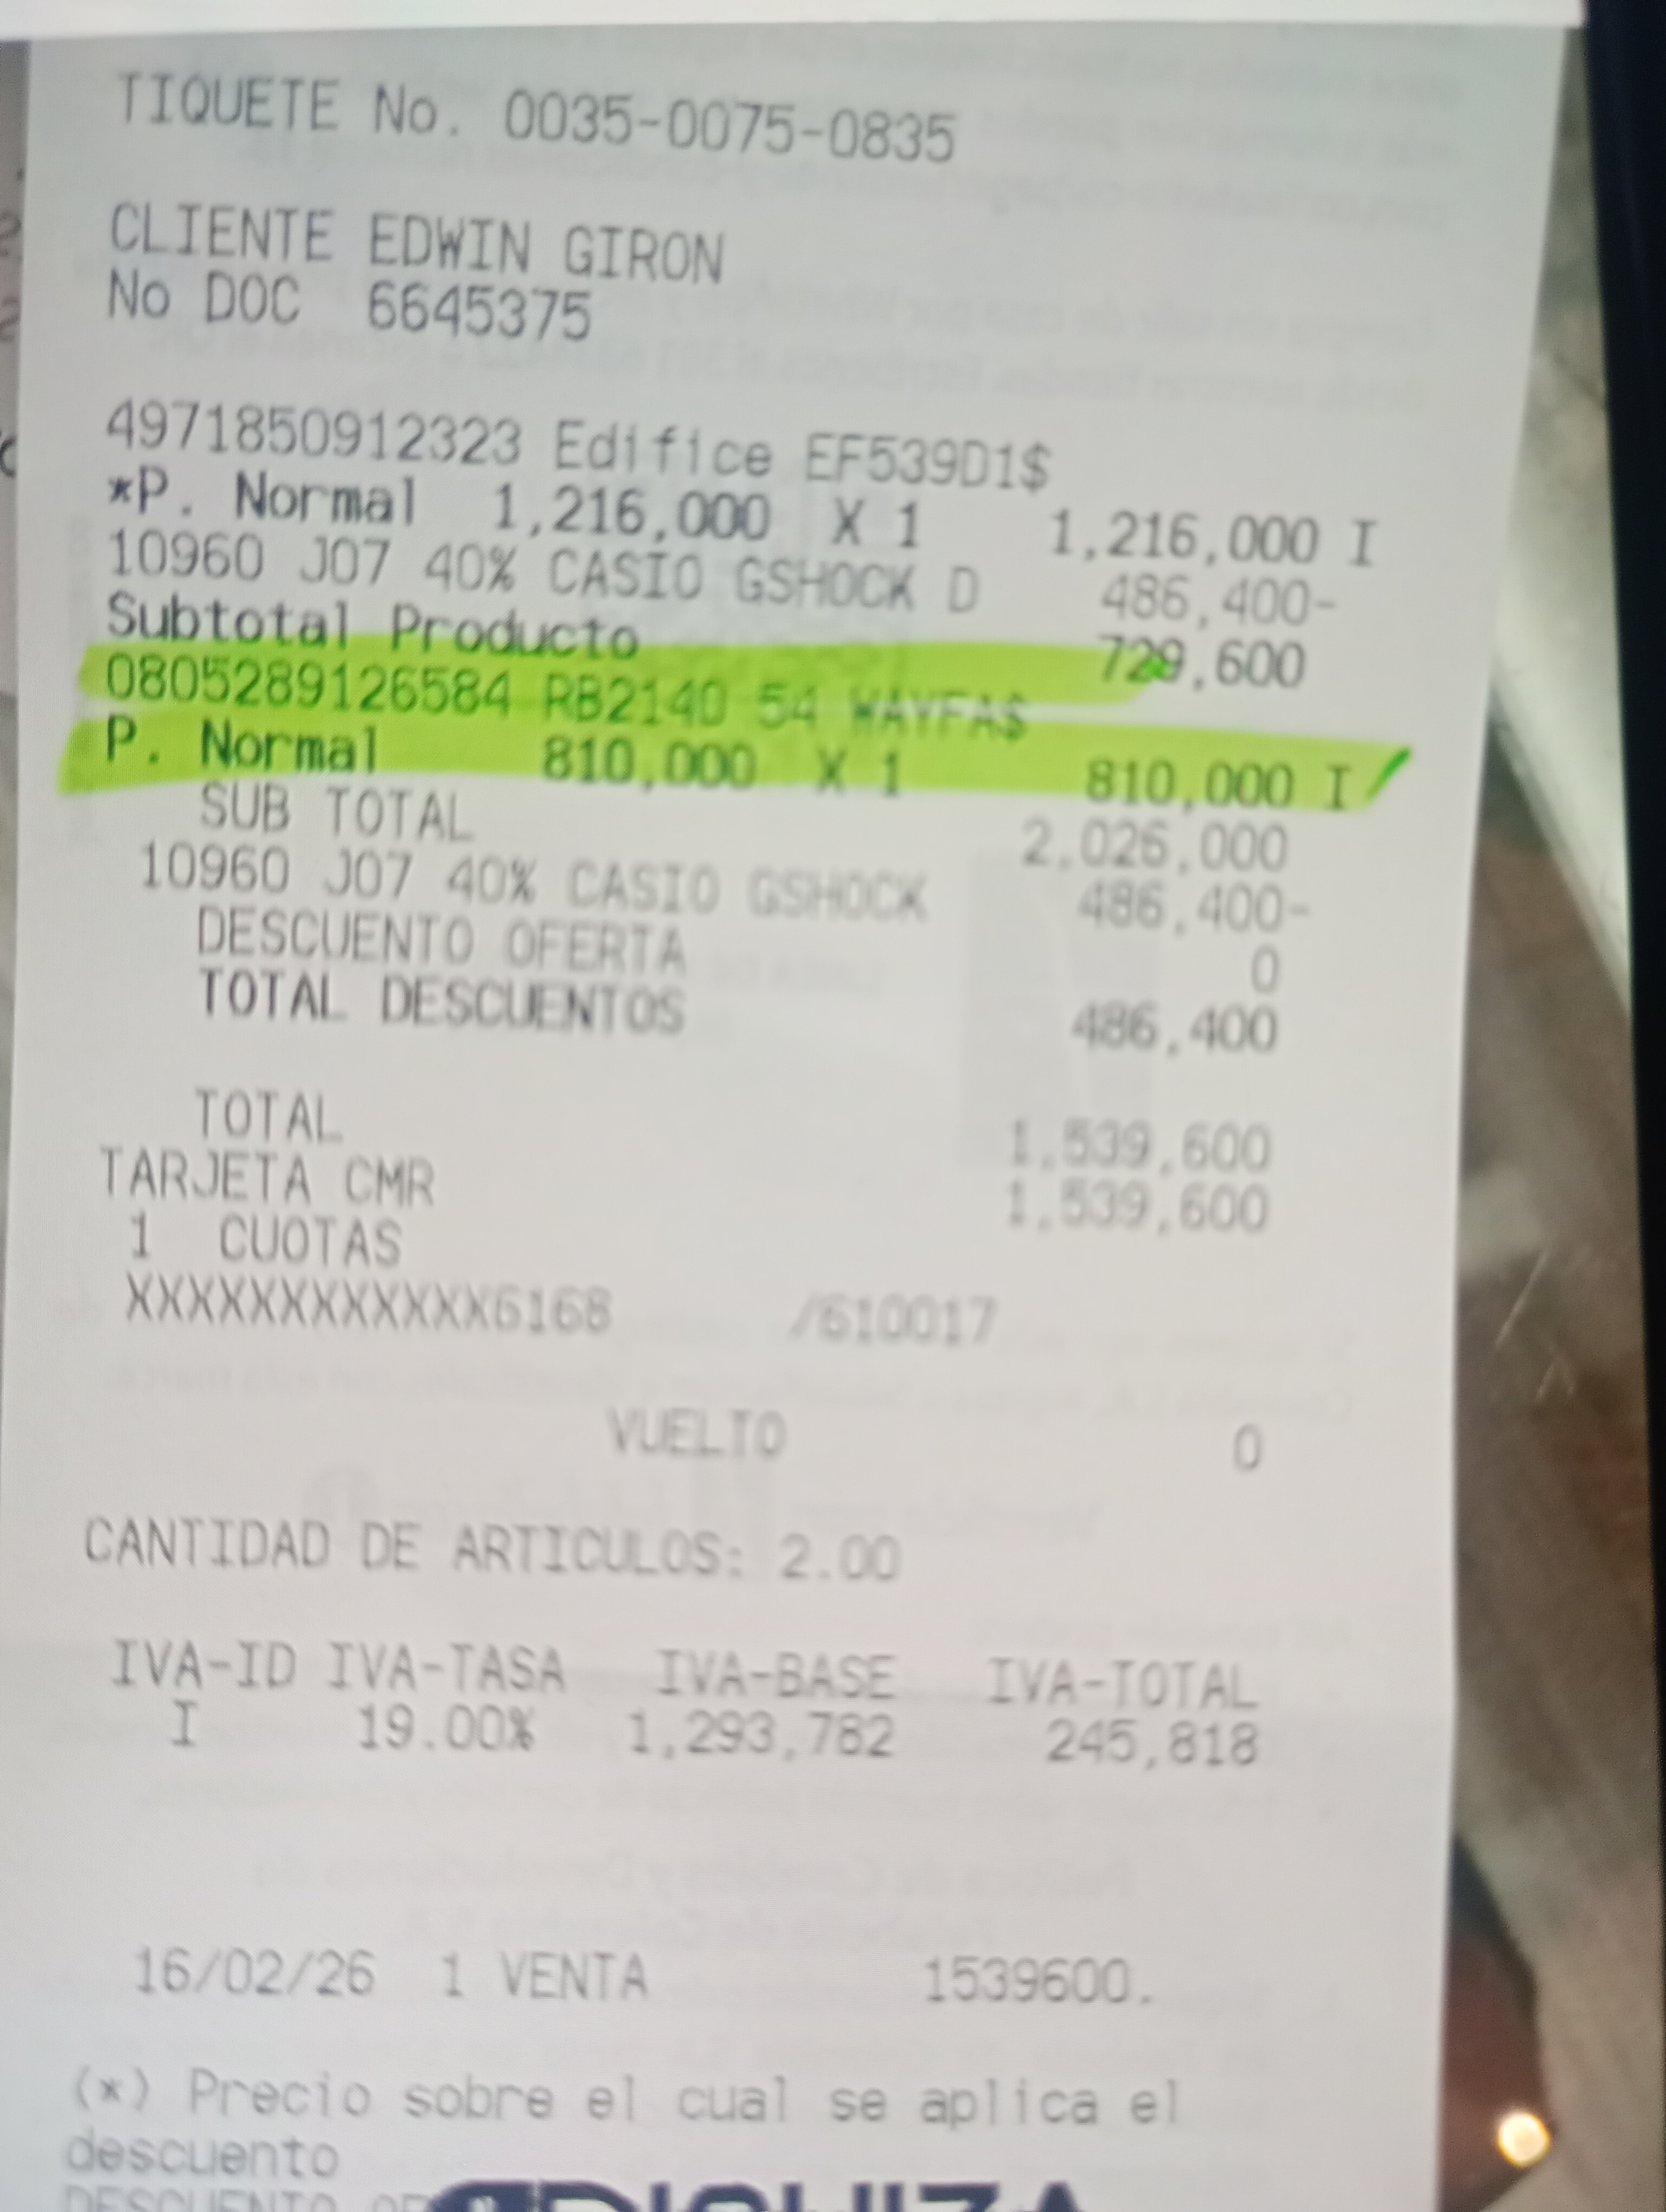 TIQUETE No. 0035-0075-0835
CLIENTE EDWIN GIRON
No DOC 6645375
4971850912323 Edifice EF539D1$
*P. Normal 1,216,000 X 1 1,216,000 I
10960 J07 40% CASIO GSHOCK D 486,400-
Subtotal Producto 729,600
0805289126584 RB2140 54 WAYFA$
P. Normal 810,000 X 1 810,000 I
SUB TOTAL 2,026,000
10960 J07 40% CASIO GSHOCK 486,400-
DESCUENTO OFERTA 0
TOTAL DESCUENTOS 486,400
TOTAL 1,539,600
TARJETA CMR 1,539,600
1 CUOTAS
XXXXXXXXXXXX6168 /610017
VUELTO 0
CANTIDAD DE ARTICULOS: 2.00
IVA-ID IVA-TASA IVA-BASE IVA-TOTAL
I 19.00% 1,293,782 245,818
16/02/26 1 VENTA 1539600.
(*) Precio sobre el cual se aplica el
descuento
DESCUENTO